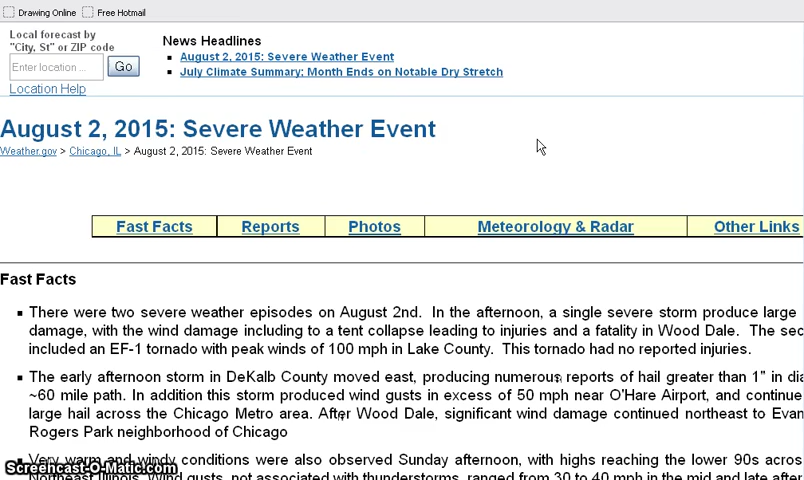 Drawing Online Free Hotmail
Local forecast by
"City, St" or ZIP code
Enter location ...
Go
Location Help
News Headlines
August 2, 2015: Severe Weather Event
July Climate Summary: Month Ends on Notable Dry Stretch
August 2, 2015: Severe Weather Event
Weather.gov > Chicago, IL > August 2, 2015: Severe Weather Event
Fast Facts Reports Photos Meteorology & Radar Other Links
Fast Facts
There were two severe weather episodes on August 2nd. In the afternoon, a single severe storm produce large
damage, with the wind damage including to a tent collapse leading to injuries and a fatality in Wood Dale. The sec
included an EF-1 tornado with peak winds of 100 mph in Lake County. This tornado had no reported injuries.
The early afternoon storm in DeKalb County moved east, producing numerous reports of hail greater than 1" in dia
~60 mile path. In addition this storm produced wind gusts in excess of 50 mph near O'Hare Airport, and continue
large hail across the Chicago Metro area. After Wood Dale, significant wind damage continued northeast to Evan
Rogers Park neighborhood of Chicago
Very warm and windy conditions were also observed Sunday afternoon, with highs reaching the lower 90s acros
Northeast Illinois. Wind gusts, not associated with thunderstorms, ranged from 30 to 40 mph in the mid and late after
Screencast-O-Matic.com